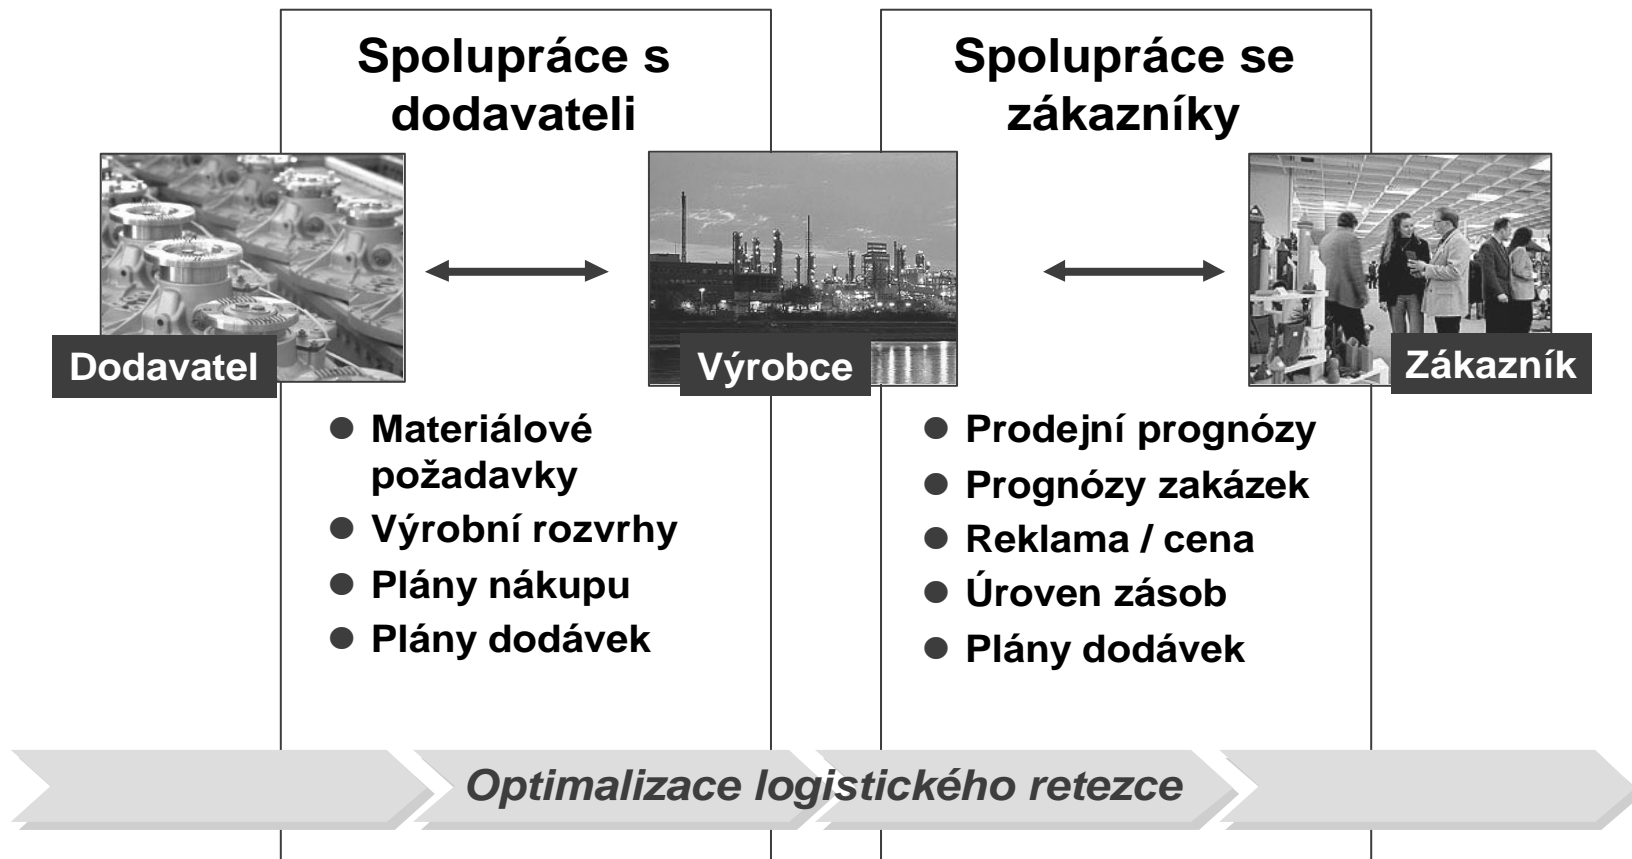 Spolupráce s
dodavateli
Spolupráce se
zákazníky
Dodavatel
Výrobce
Zákazník
Materiálové
požadavky
Výrobní rozvrhy
Plány nákupu
Plány dodávek
Prodejní prognózy
Prognózy zakázek
Reklama / cena
Úroven zásob
Plány dodávek
Optimalizace logistického retezce